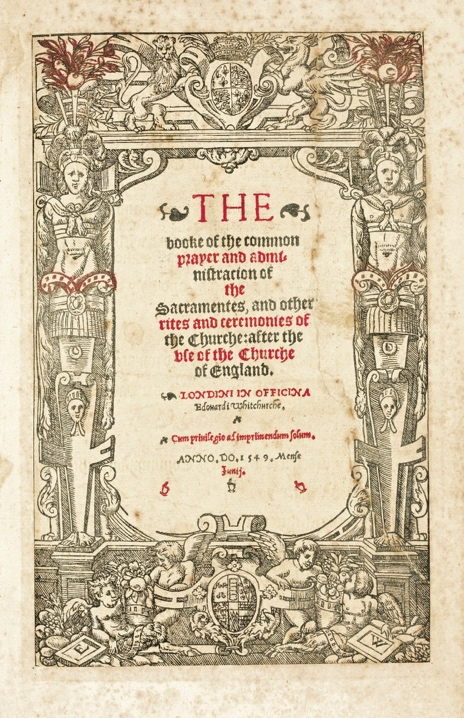 THE
booke of the common
prayer and admi-
nistracion of
the
Sacramentes, and other
rites and ceremonies of
the Churche: after the
vse of the Churche
of England.
LONDINI IN OFFICINA
Edouardi Whitchurche.
Cum priuilegio ad imprimendum solum.
ANNO. DO. 1549. Mense
Junij.
E W